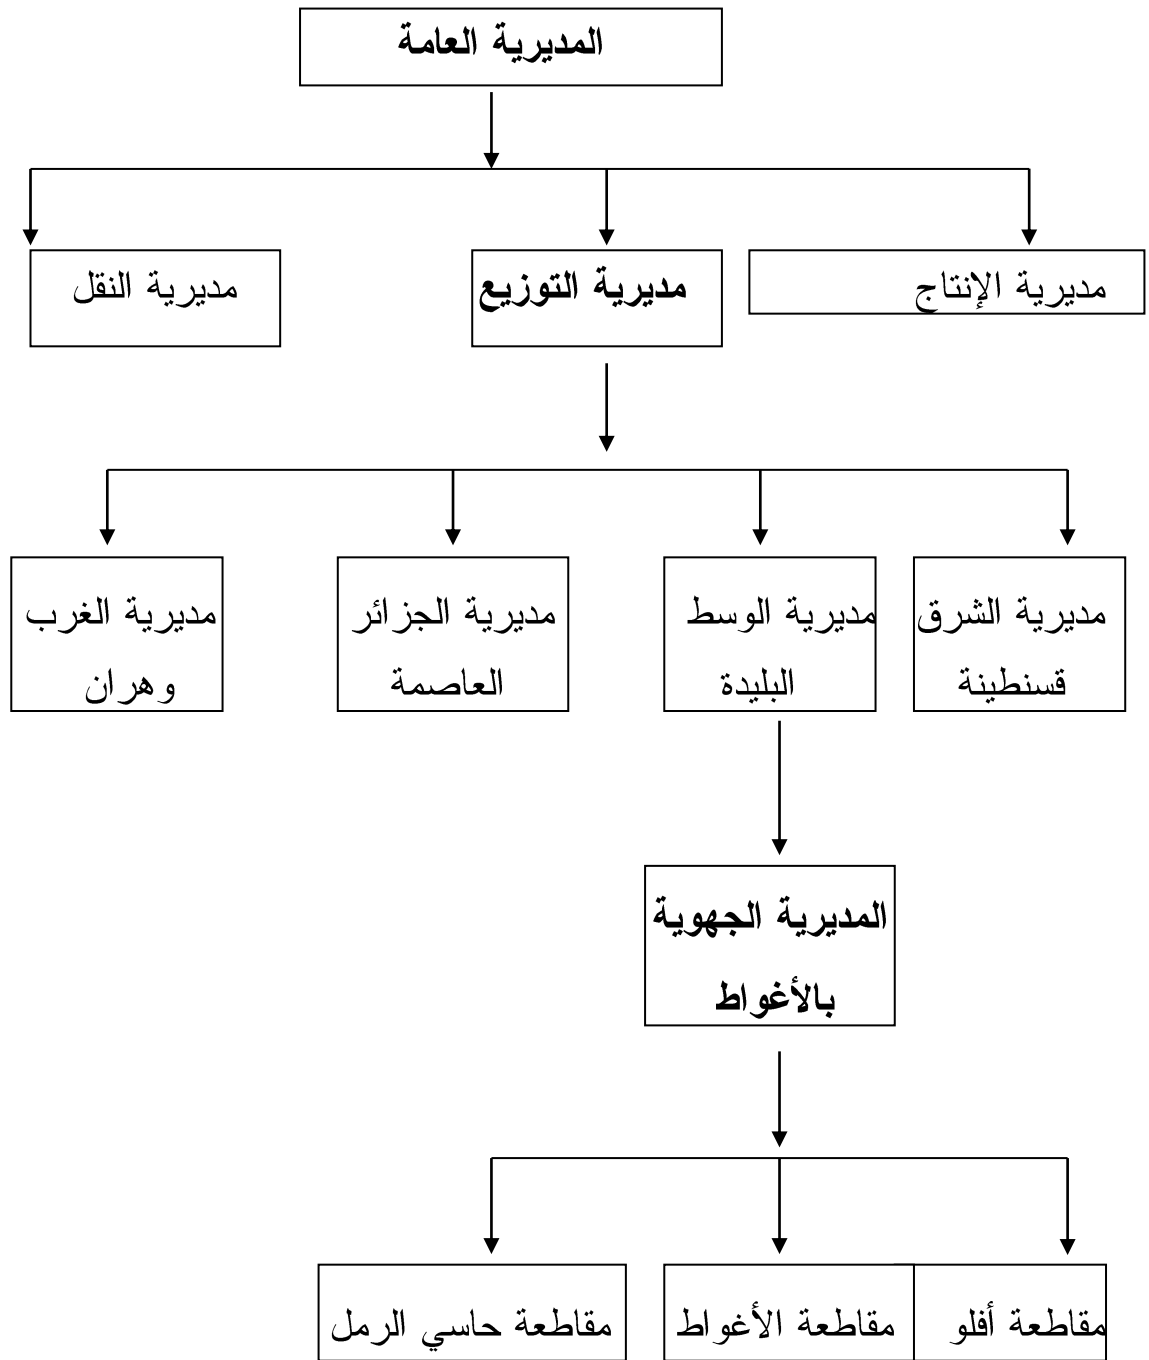 المديرية العامة
مديرية الإنتاج
مديرية التوزيع
مديرية النقل
مديرية الشرق
قسنطينة
مديرية الوسط
البليدة
مديرية الجزائر
العاصمة
مديرية الغرب
وهران
المديرية الجهوية
بالأغواط
مقاطعة أفلو
مقاطعة الأغواط
مقاطعة حاسي الرمل